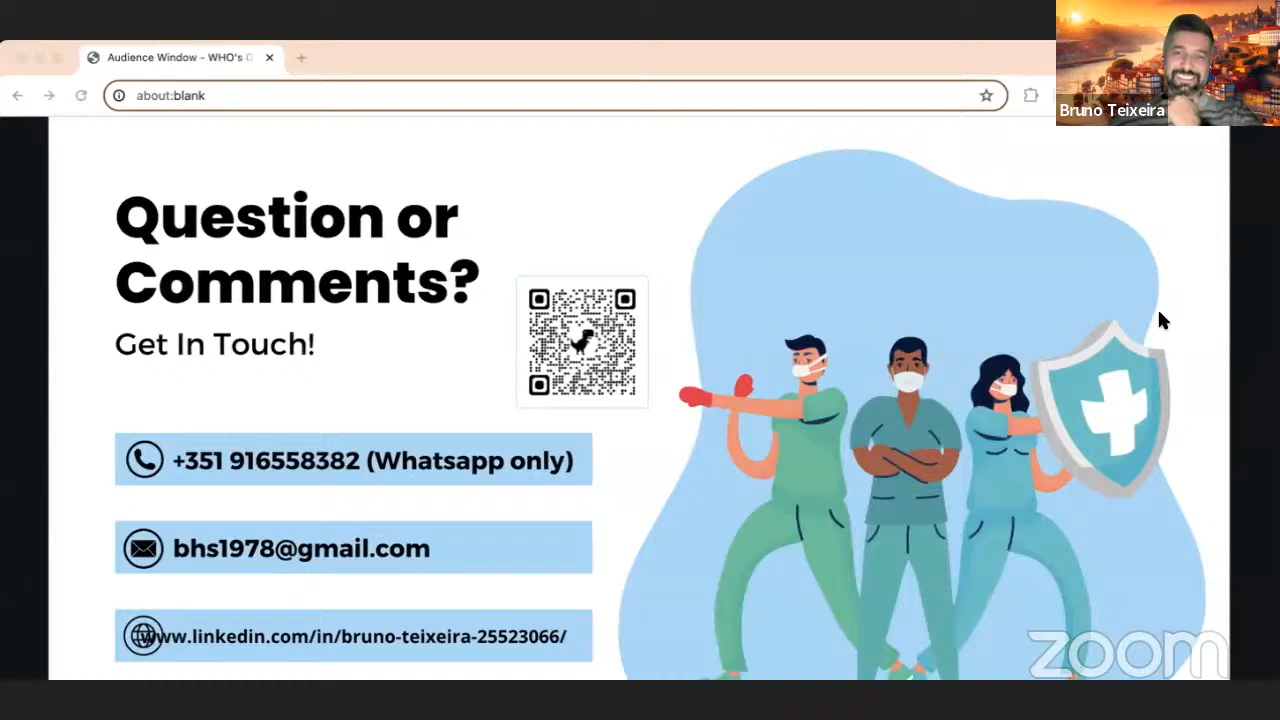 Audience Window - WHO's
about:blank
Bruno Teixeira
Question or
Comments?
Get In Touch!
+351 916558382 (Whatsapp only)
bhs1978@gmail.com
www.linkedin.com/in/bruno-teixeira-25523066/
zoom